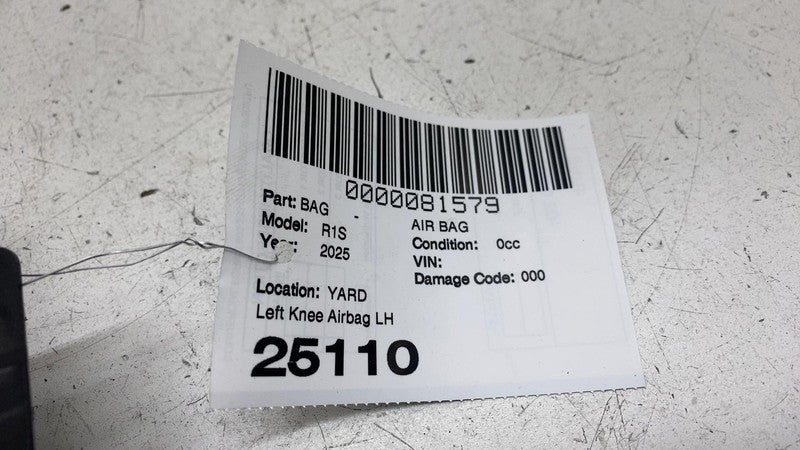 0000081579
Part: BAG - AIR BAG
Model: R1S Condition: 0cc
Year: 2025 VIN:
Damage Code: 000
Location: YARD
Left Knee Airbag LH
25110